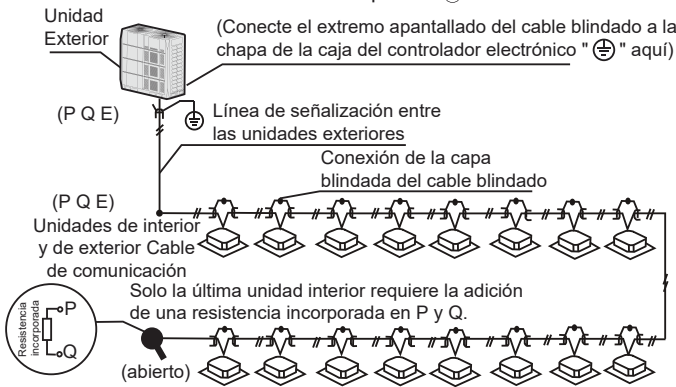 Unidad
Exterior
(Conecte el extremo apantallado del cable blindado a la
chapa de la caja del controlador electrónico " " aquí)
(P Q E)
Línea de señalización entre
las unidades exteriores
Conexión de la capa
blindada del cable blindado
(P Q E)
Unidades de interior
y de exterior Cable
de comunicación
Solo la última unidad interior requiere la adición
de una resistencia incorporada en P y Q.
Resistencia
incorporada
P
Q
(abierto)